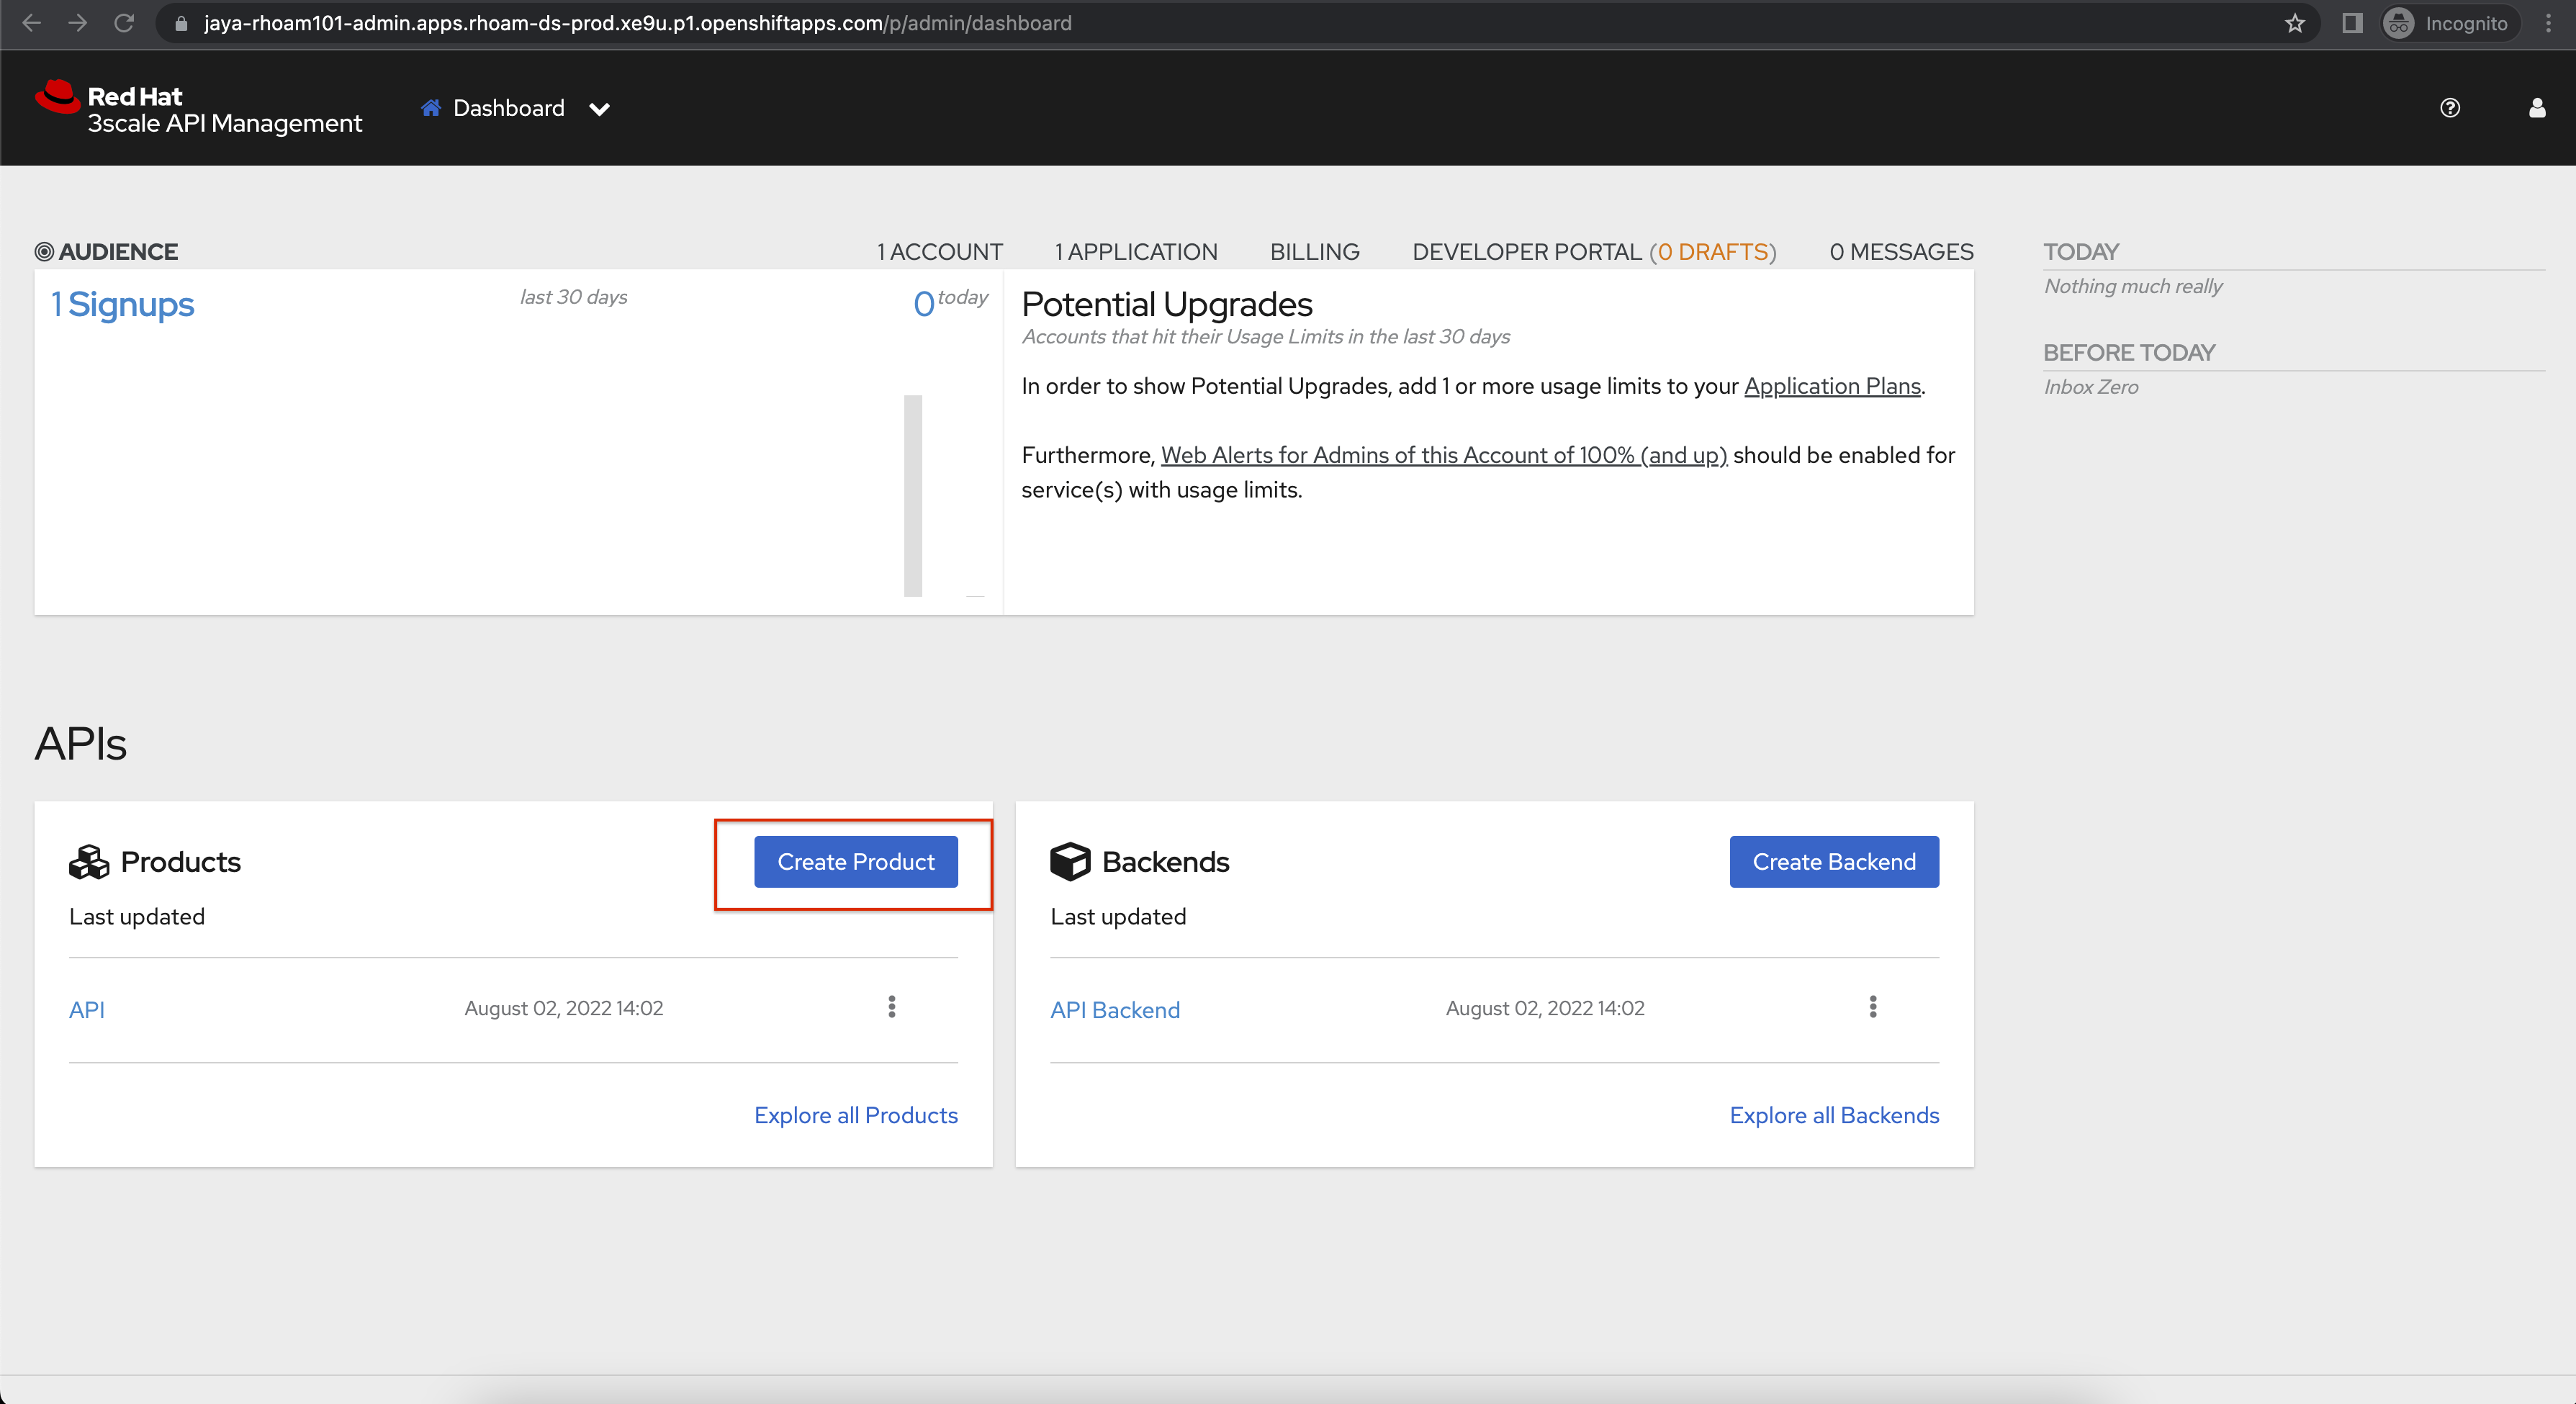 jaya-rhoam101-admin.apps.rhoam-ds-prod.xe9u.p1.openshiftapps.com/p/admin/dashboard
Incognito
Red Hat
3scale API Management
Dashboard
AUDIENCE
1 ACCOUNT
1 APPLICATION
BILLING
DEVELOPER PORTAL (0 DRAFTS)
0 MESSAGES
1 Signups
last 30 days
0 today
Potential Upgrades
Accounts that hit their Usage Limits in the last 30 days
In order to show Potential Upgrades, add 1 or more usage limits to your Application Plans.
Furthermore, Web Alerts for Admins of this Account of 100% (and up) should be enabled for
service(s) with usage limits.
TODAY
Nothing much really
BEFORE TODAY
Inbox Zero
APIs
Products
Create Product
Last updated
API
August 02, 2022 14:02
Explore all Products
Backends
Create Backend
Last updated
API Backend
August 02, 2022 14:02
Explore all Backends